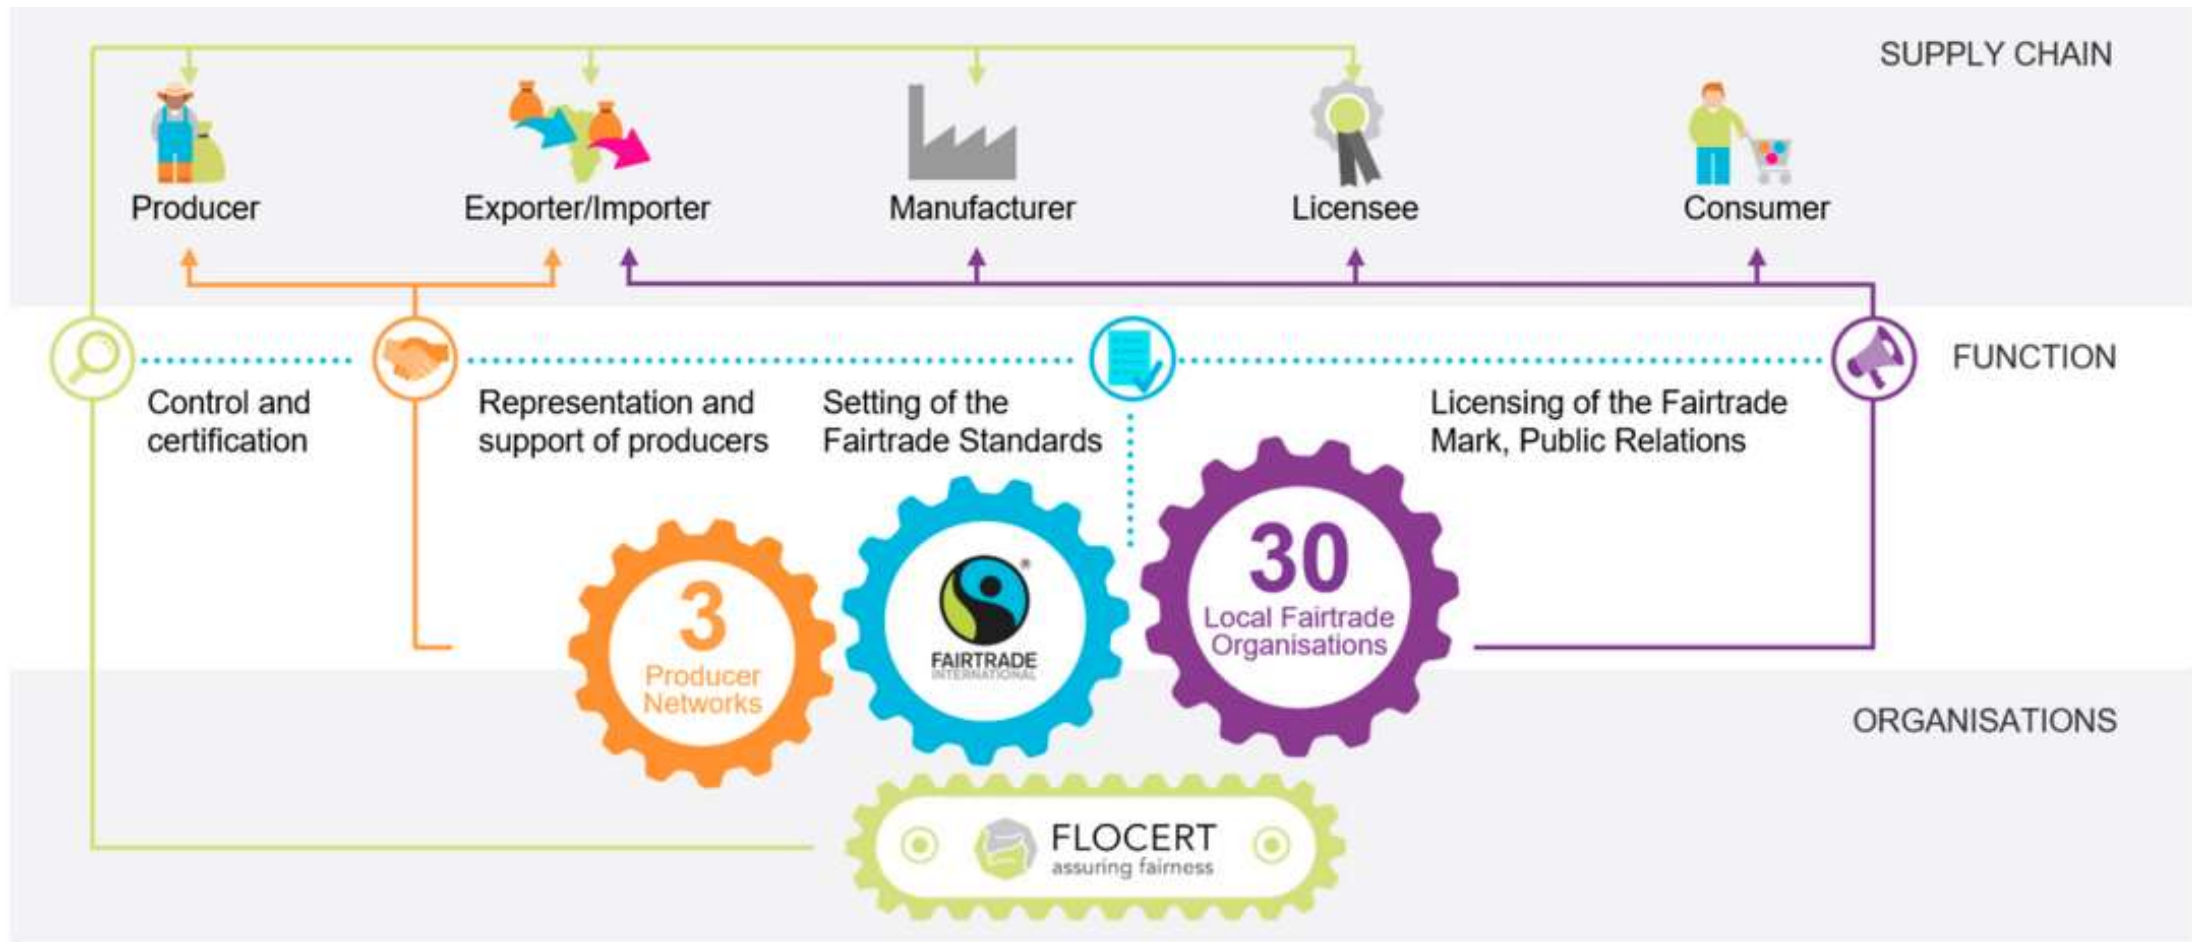 SUPPLY CHAIN
Producer
Exporter/Importer
Manufacturer
Licensee
Consumer
FUNCTION
Control and
certification
Representation and
support of producers
Setting of the
Fairtrade Standards
Licensing of the Fairtrade
Mark, Public Relations
3
Producer
Networks
®
FAIRTRADE
INTERNATIONAL
30
Local Fairtrade
Organisations
ORGANISATIONS
FLOCERT
assuring fairness